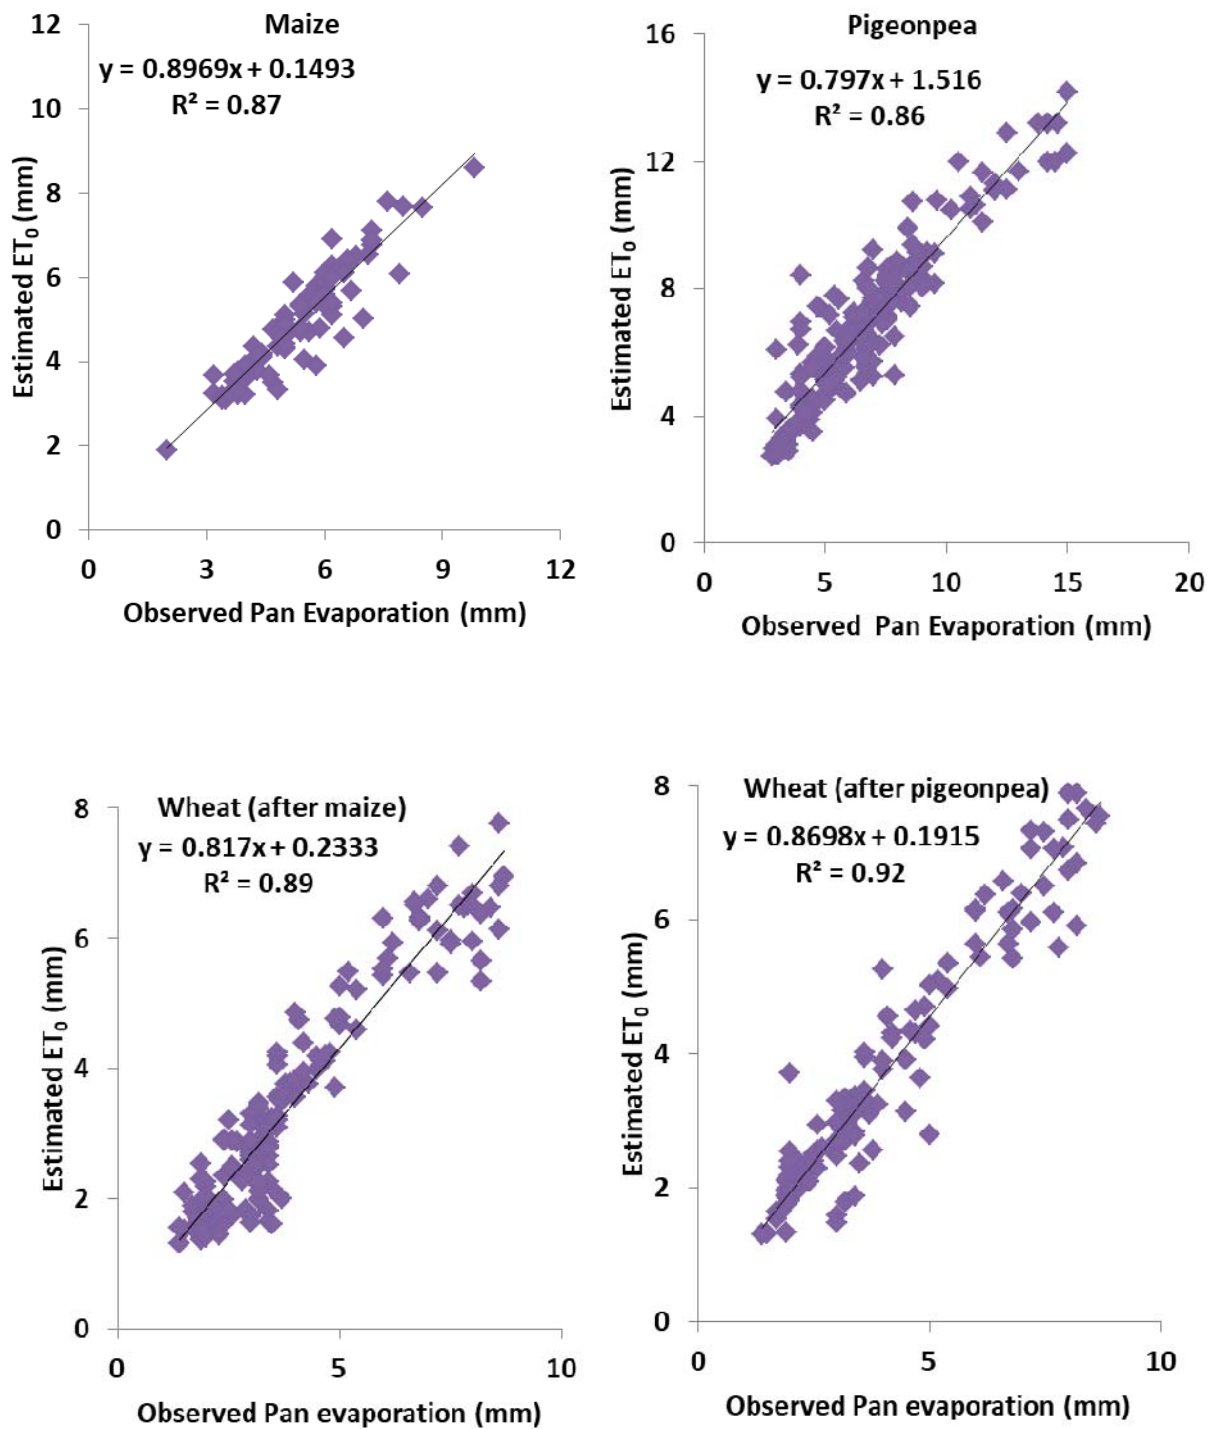 Maize
y = 0.8969x + 0.1493
R² = 0.87
12
10
8
6
4
2
0
Estimated ET₀ (mm)
0 3 6 9 12
Observed Pan Evaporation (mm)
Pigeonpea
y = 0.797x + 1.516
R² = 0.86
16
12
8
4
0
Estimated ET₀ (mm)
0 5 10 15 20
Observed Pan Evaporation (mm)
Wheat (after maize)
y = 0.817x + 0.2333
R² = 0.89
8
6
4
2
0
Estimated ET₀ (mm)
0 5 10
Observed Pan evaporation (mm)
Wheat (after pigeonpea)
y = 0.8698x + 0.1915
R² = 0.92
8
6
4
2
0
Estimated ET₀ (mm)
0 5 10
Observed Pan evaporation (mm)